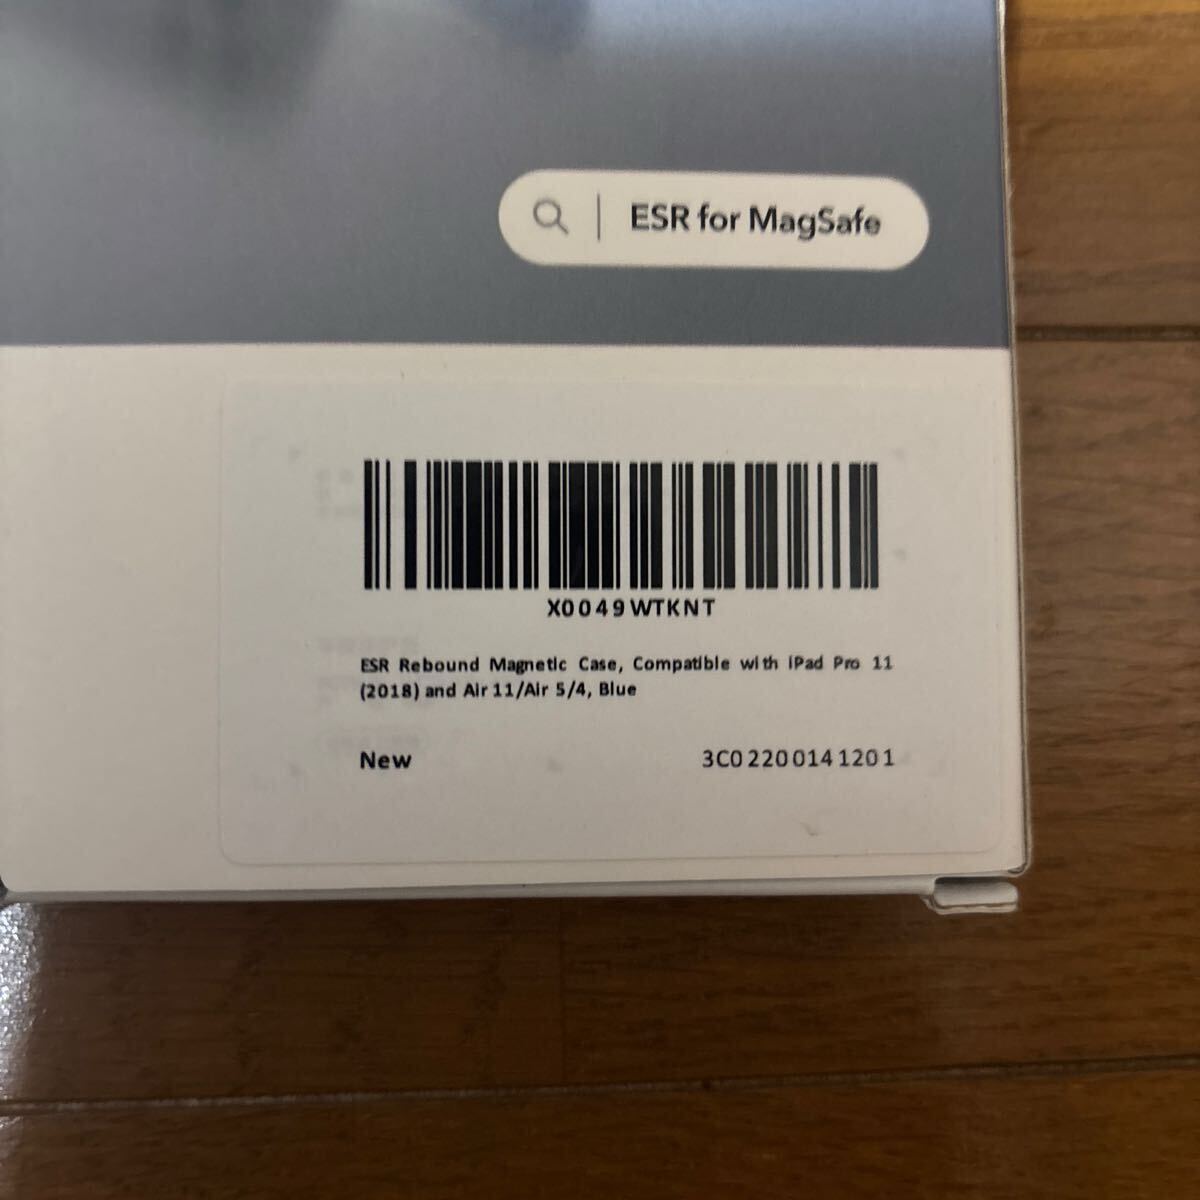 ESR for MagSafe
X0049WTKNT
ESR Rebound Magnetic Case, Compatible with iPad Pro 11
(2018) and Air 11/Air 5/4, Blue
New
3C02200141201